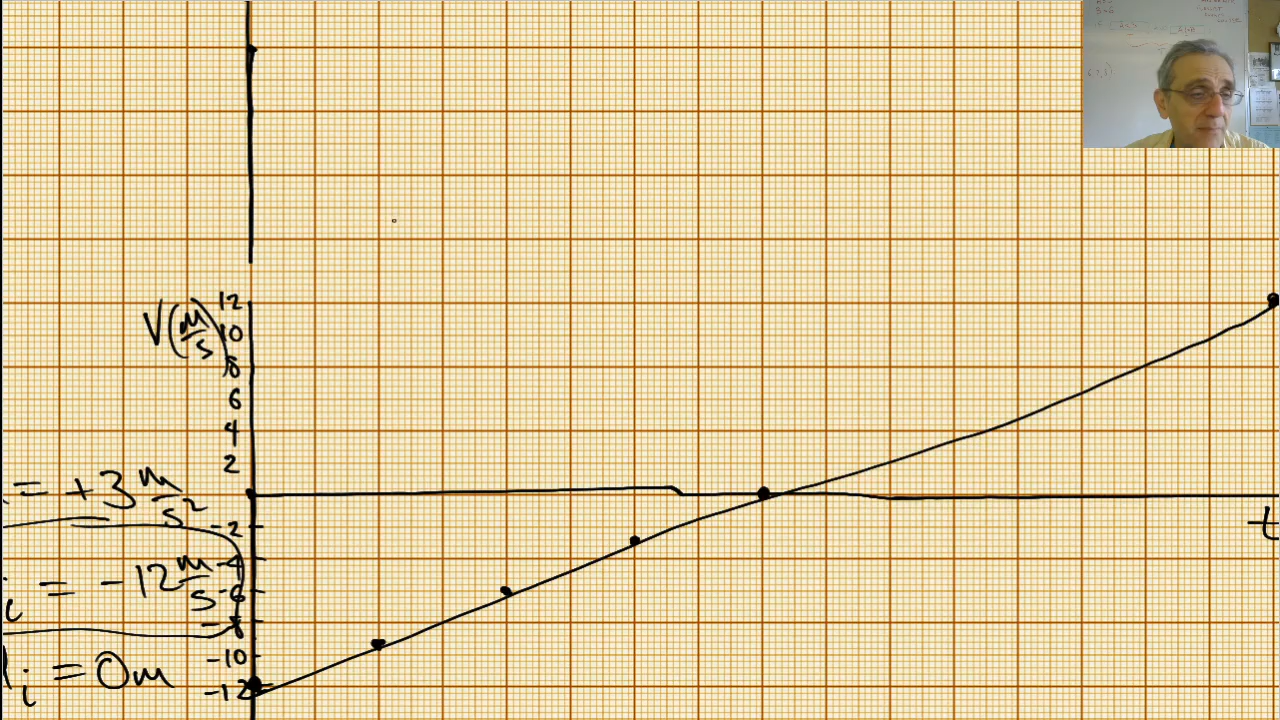 12
V(m/s 10
8
6
4
2
= +3 m/s²
-2
t
-4
i = -12 m/s
-6
-8
-10
i = 0m
-12